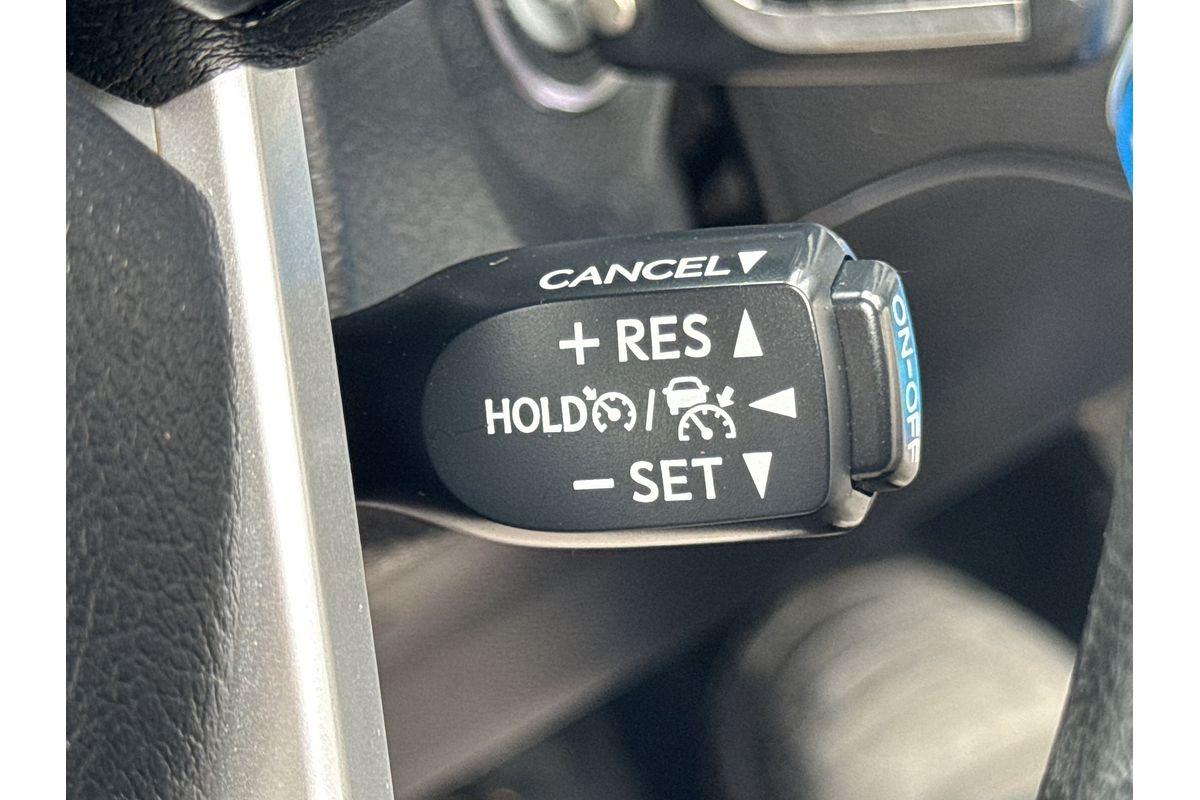 CANCEL
+ RES
HOLD /
− SET
ON-OFF